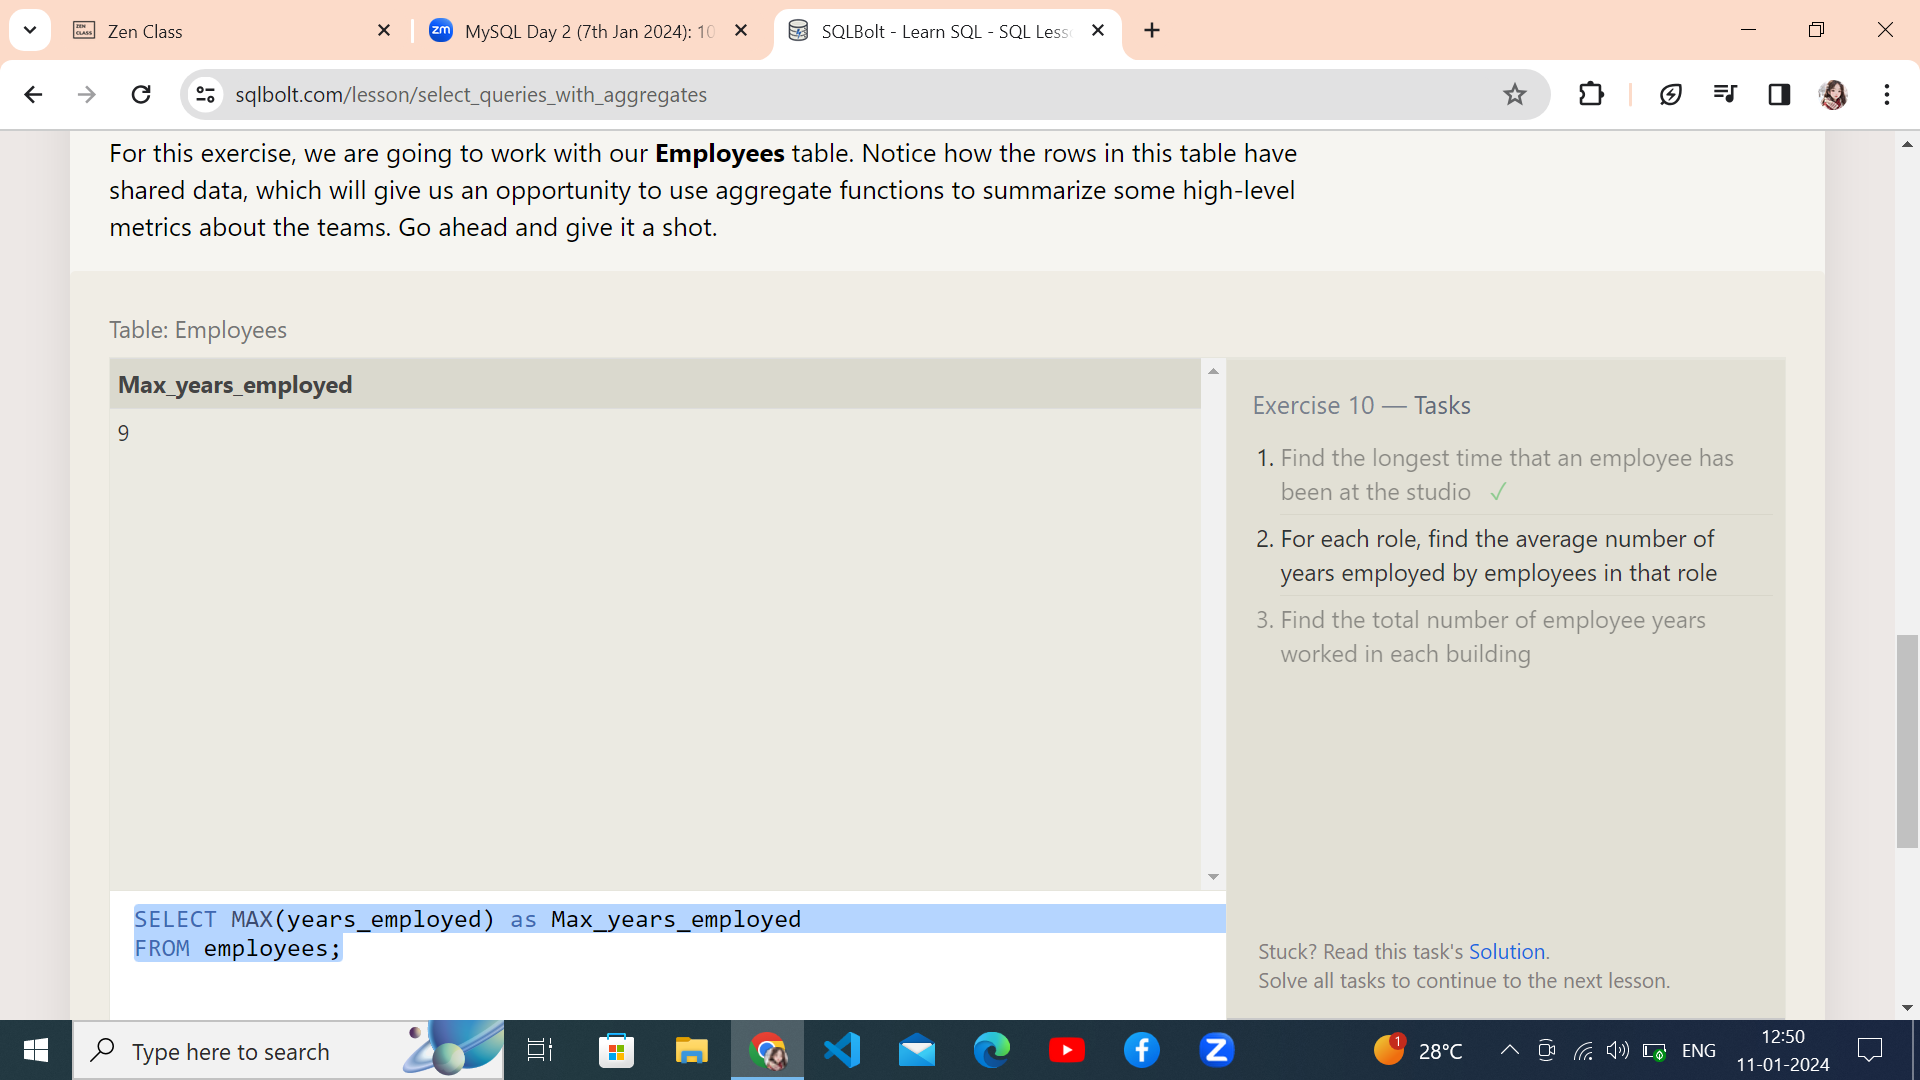 Zen Class
MySQL Day 2 (7th Jan 2024): 10
SQLBolt - Learn SQL - SQL Less
sqlbolt.com/lesson/select_queries_with_aggregates
For this exercise, we are going to work with our Employees table. Notice how the rows in this table have
shared data, which will give us an opportunity to use aggregate functions to summarize some high-level
metrics about the teams. Go ahead and give it a shot.
Table: Employees
Max_years_employed
9
Exercise 10 — Tasks
1. Find the longest time that an employee has
been at the studio ✓
2. For each role, find the average number of
years employed by employees in that role
3. Find the total number of employee years
worked in each building
SELECT MAX(years_employed) as Max_years_employed
FROM employees;
Stuck? Read this task's Solution.
Solve all tasks to continue to the next lesson.
Type here to search
1
28°C
ENG
12:50
11-01-2024